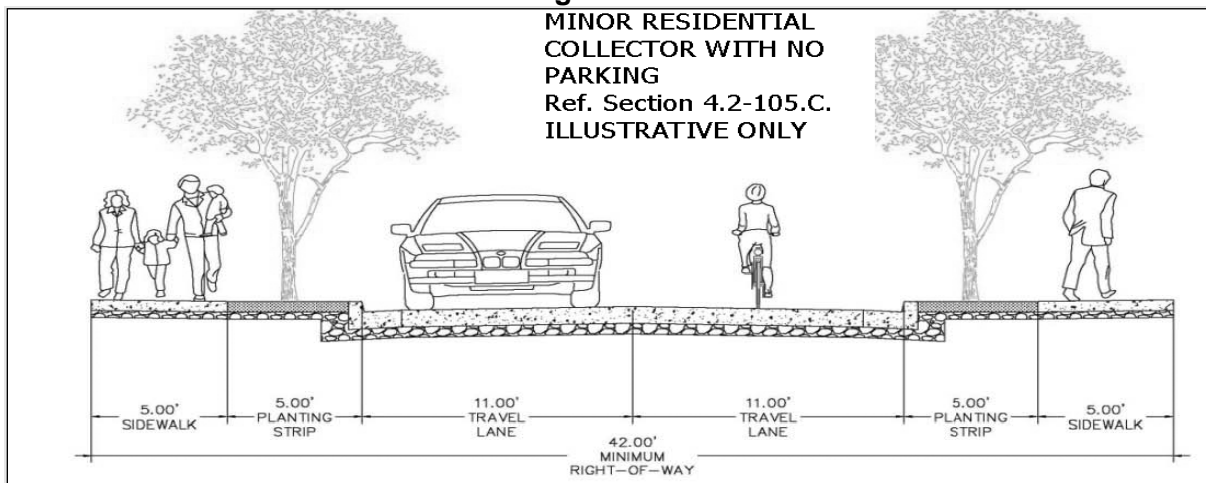 MINOR RESIDENTIAL
COLLECTOR WITH NO
PARKING
Ref. Section 4.2-105.C.
ILLUSTRATIVE ONLY
5.00'
SIDEWALK
5.00'
PLANTING
STRIP
11.00'
TRAVEL
LANE
11.00'
TRAVEL
LANE
5.00'
PLANTING
STRIP
5.00'
SIDEWALK
42.00'
MINIMUM
RIGHT-OF-WAY